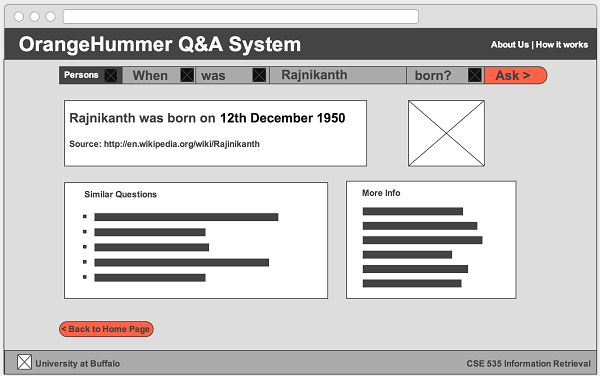 OrangeHummer Q&A System
About Us | How it works
Persons When was Rajnikanth born? Ask >
Rajnikanth was born on 12th December 1950
Source: http://en.wikipedia.org/wiki/Rajinikanth
Similar Questions
More Info
< Back to Home Page
University at Buffalo
CSE 535 Information Retrieval